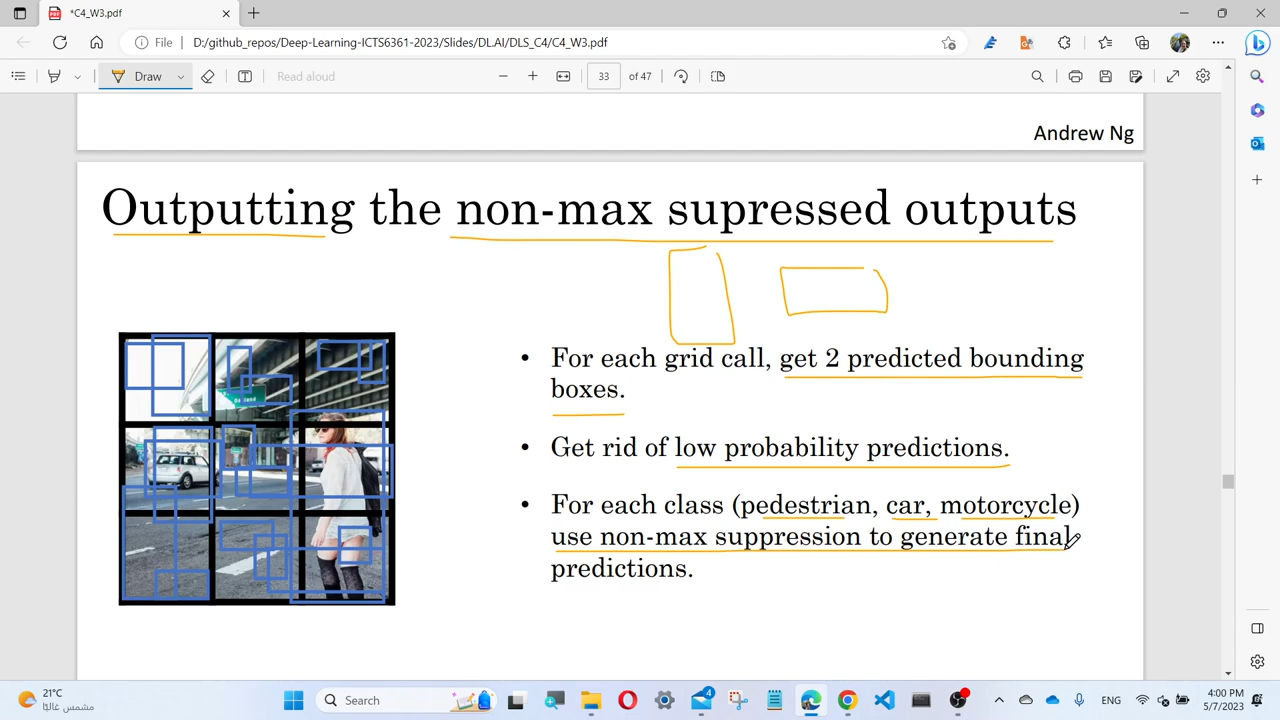 *C4_W3.pdf
File
D:/github_repos/Deep-Learning-ICTS6361-2023/Slides/DL.AI/DLS_C4/C4_W3.pdf
Draw
Read aloud
33
of 47
Andrew Ng
Outputting the non-max supressed outputs
• For each grid call, get 2 predicted bounding
boxes.
• Get rid of low probability predictions.
• For each class (pedestrian, car, motorcycle)
use non-max suppression to generate final
predictions.
21°C
مشمس غالبًا
Search
4
ENG
4:00 PM
5/7/2023